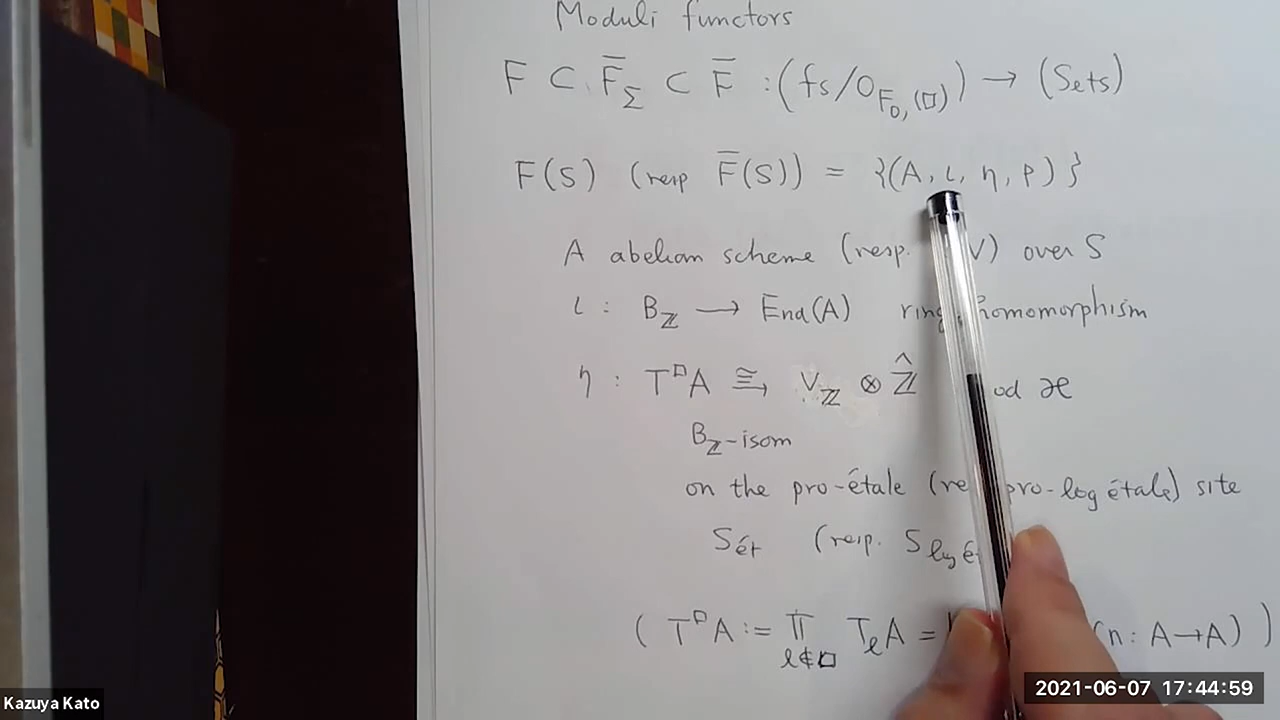 Moduli functors
F ⊂ F̄_Σ ⊂ F̄ : (fs/O_{F_0,(□)}) → (Sets)
F(S) (resp F̄(S)) = {(A, ι, η, p)}
A abelian scheme (resp. V) over S
ι : B_ℤ → End(A) ring homomorphism
η : T^□A ≅, V_ℤ ⊗ ℤ̂ od æ
B_ℤ-isom
on the pro-étale (re pro-log étale) site
S_ét (resp. S_log é
(T^□A := ∏_{ℓ∉□} T_ℓA = (n : A→A))
Kazuya Kato
2021-06-07 17:44:59